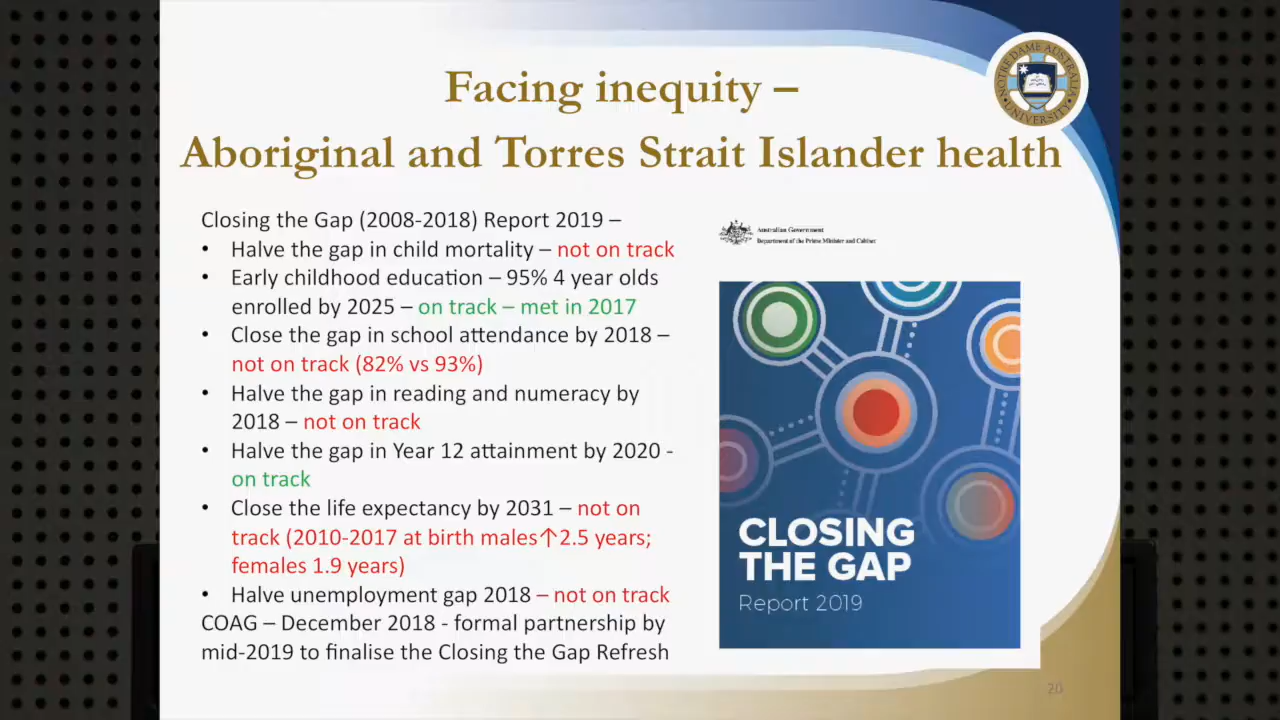 Facing inequity –
Aboriginal and Torres Strait Islander health
NOTRE DAME AUSTRALIA
UNIVERSITY
Closing the Gap (2008-2018) Report 2019 –
• Halve the gap in child mortality – not on track
• Early childhood education – 95% 4 year olds
enrolled by 2025 – on track – met in 2017
• Close the gap in school attendance by 2018 –
not on track (82% vs 93%)
• Halve the gap in reading and numeracy by
2018 – not on track
• Halve the gap in Year 12 attainment by 2020 -
on track
• Close the life expectancy by 2031 – not on
track (2010-2017 at birth males↑2.5 years;
females 1.9 years)
• Halve unemployment gap 2018 – not on track
COAG – December 2018 - formal partnership by
mid-2019 to finalise the Closing the Gap Refresh
Australian Government
Department of the Prime Minister and Cabinet
CLOSING
THE GAP
Report 2019
20